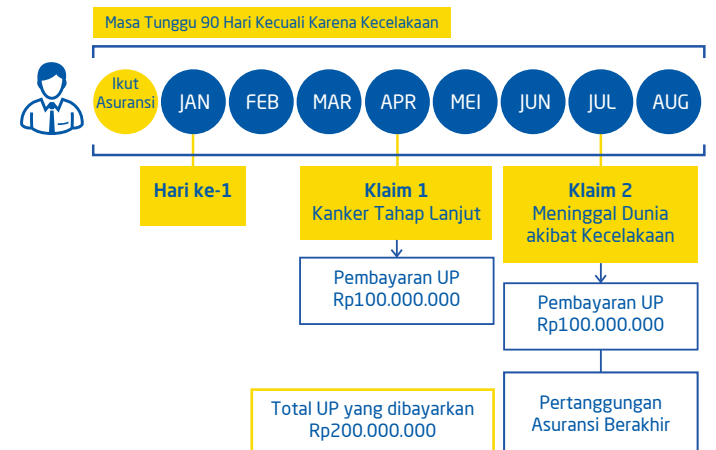 Masa Tunggu 90 Hari Kecuali Karena Kecelakaan
Ikut
Asuransi
JAN
FEB
MAR
APR
MEI
JUN
JUL
AUG
Hari ke-1
Klaim 1
Kanker Tahap Lanjut
Klaim 2
Meninggal Dunia
akibat Kecelakaan
Pembayaran UP
Rp100.000.000
Pembayaran UP
Rp100.000.000
Total UP yang dibayarkan
Rp200.000.000
Pertanggungan
Asuransi Berakhir